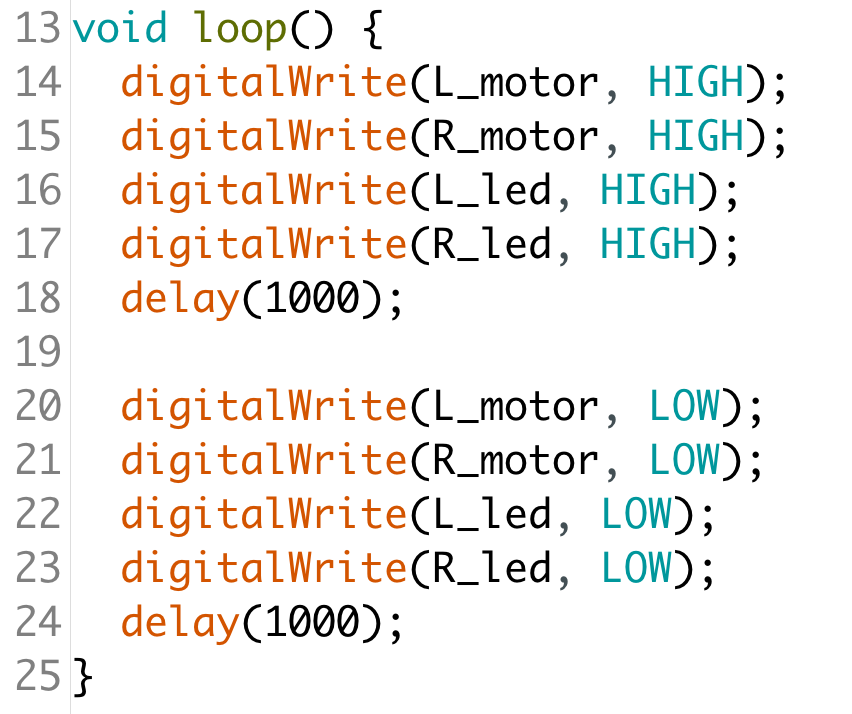 13 void loop() {
14   digitalWrite(L_motor, HIGH);
15   digitalWrite(R_motor, HIGH);
16   digitalWrite(L_led, HIGH);
17   digitalWrite(R_led, HIGH);
18   delay(1000);
19
20   digitalWrite(L_motor, LOW);
21   digitalWrite(R_motor, LOW);
22   digitalWrite(L_led, LOW);
23   digitalWrite(R_led, LOW);
24   delay(1000);
25 }